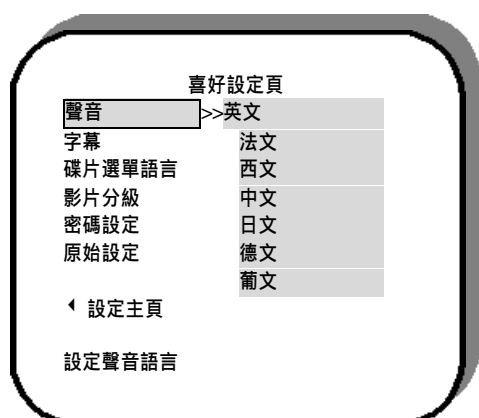 喜好設定頁
聲音 >>英文
字幕 法文
碟片選單語言 西文
影片分級 中文
密碼設定 日文
原始設定 德文
葡文
設定主頁
設定聲音語言